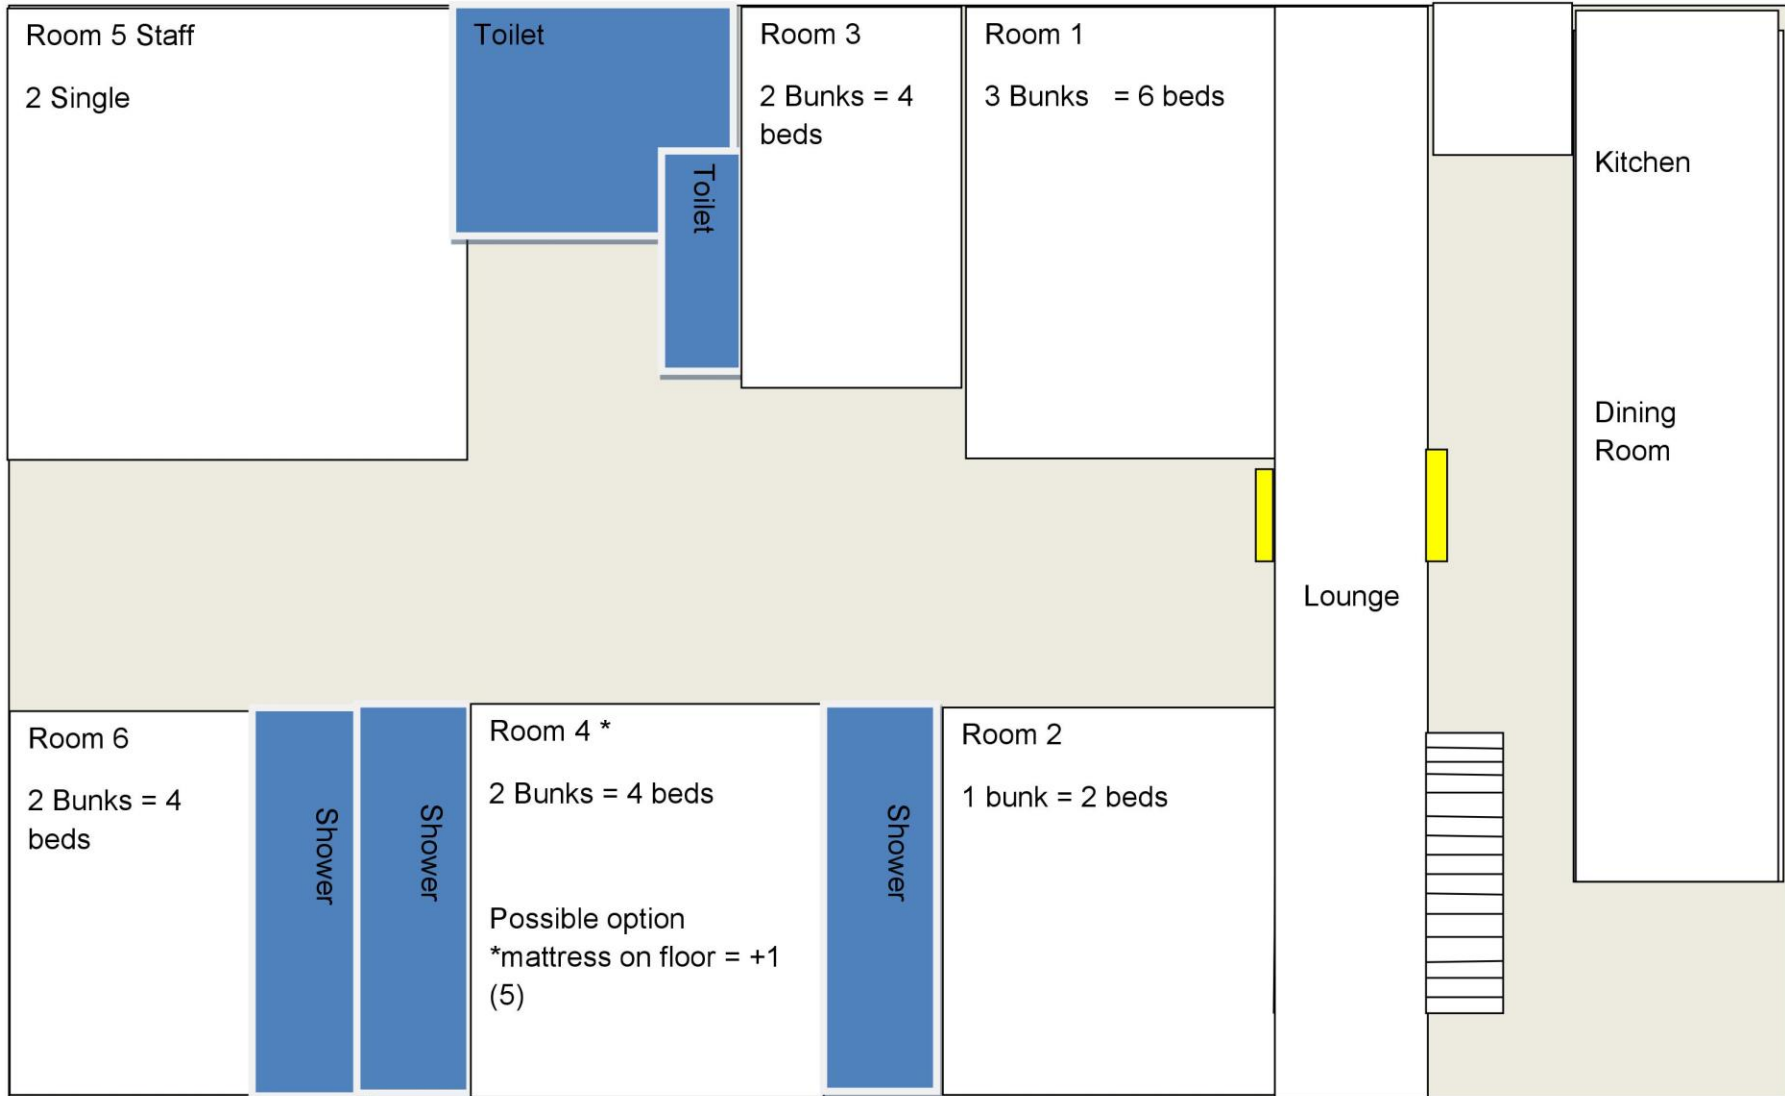 Room 5 Staff
2 Single
Toilet
Toilet
Room 3
2 Bunks = 4
beds
Room 1
3 Bunks   = 6 beds
Kitchen
Dining
Room
Lounge
Room 6
2 Bunks = 4
beds
Shower
Shower
Room 4 *
2 Bunks = 4 beds
Possible option
*mattress on floor = +1
(5)
Shower
Room 2
1 bunk = 2 beds